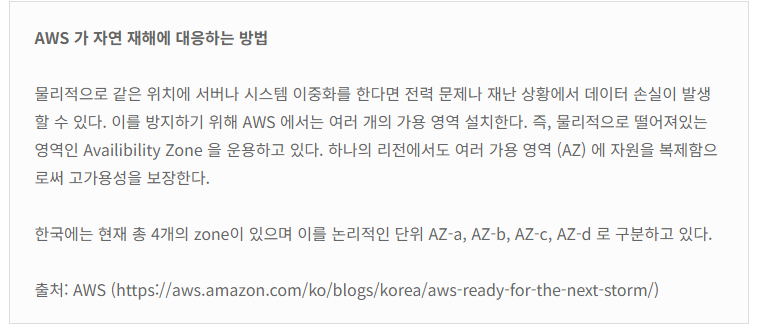 AWS 가 자연 재해에 대응하는 방법
물리적으로 같은 위치에 서버나 시스템 이중화를 한다면 전력 문제나 재난 상황에서 데이터 손실이 발생
할 수 있다. 이를 방지하기 위해 AWS 에서는 여러 개의 가용 영역 설치한다. 즉, 물리적으로 떨어져있는
영역인 Availibility Zone 을 운용하고 있다. 하나의 리전에서도 여러 가용 영역 (AZ) 에 자원을 복제함으
로써 고가용성을 보장한다.
한국에는 현재 총 4개의 zone이 있으며 이를 논리적인 단위 AZ-a, AZ-b, AZ-c, AZ-d 로 구분하고 있다.
출처: AWS (https://aws.amazon.com/ko/blogs/korea/aws-ready-for-the-next-storm/)